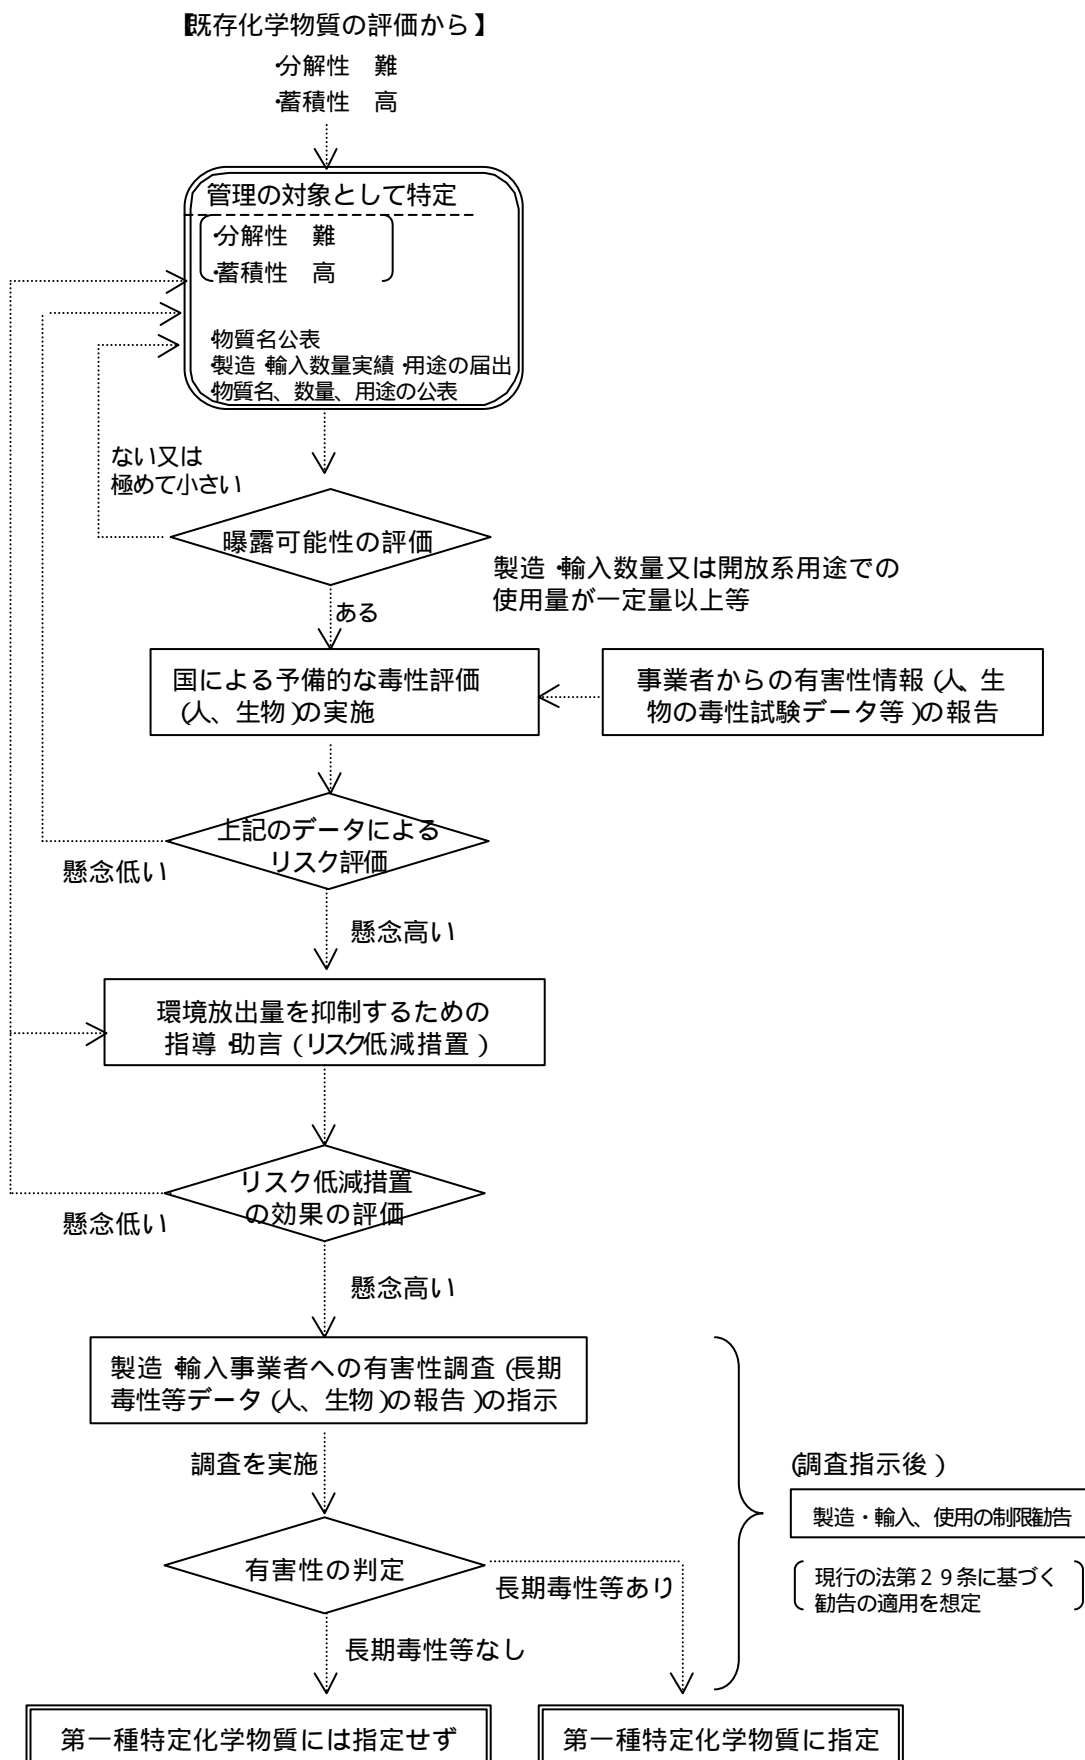 【既存化学物質の評価から】
・分解性　難
・蓄積性　高
管理の対象として特定
・分解性　難
・蓄積性　高
・物質名公表
・製造・輸入数量実績・用途の届出
・物質名、数量、用途の公表
ない又は
極めて小さい
曝露可能性の評価
製造・輸入数量又は開放系用途での
使用量が一定量以上等
ある
国による予備的な毒性評価
(人、生物)の実施
事業者からの有害性情報(人、生
物の毒性試験データ等)の報告
上記のデータによる
リスク評価
懸念低い
懸念高い
環境放出量を抑制するための
指導・助言(リスク低減措置)
リスク低減措置
の効果の評価
懸念低い
懸念高い
製造・輸入事業者への有害性調査(長期
毒性等データ(人、生物)の報告)の指示
調査を実施
(調査指示後)
製造・輸入、使用の制限勧告
有害性の判定
長期毒性等あり
現行の法第29条に基づく
勧告の適用を想定
長期毒性等なし
第一種特定化学物質には指定せず
第一種特定化学物質に指定